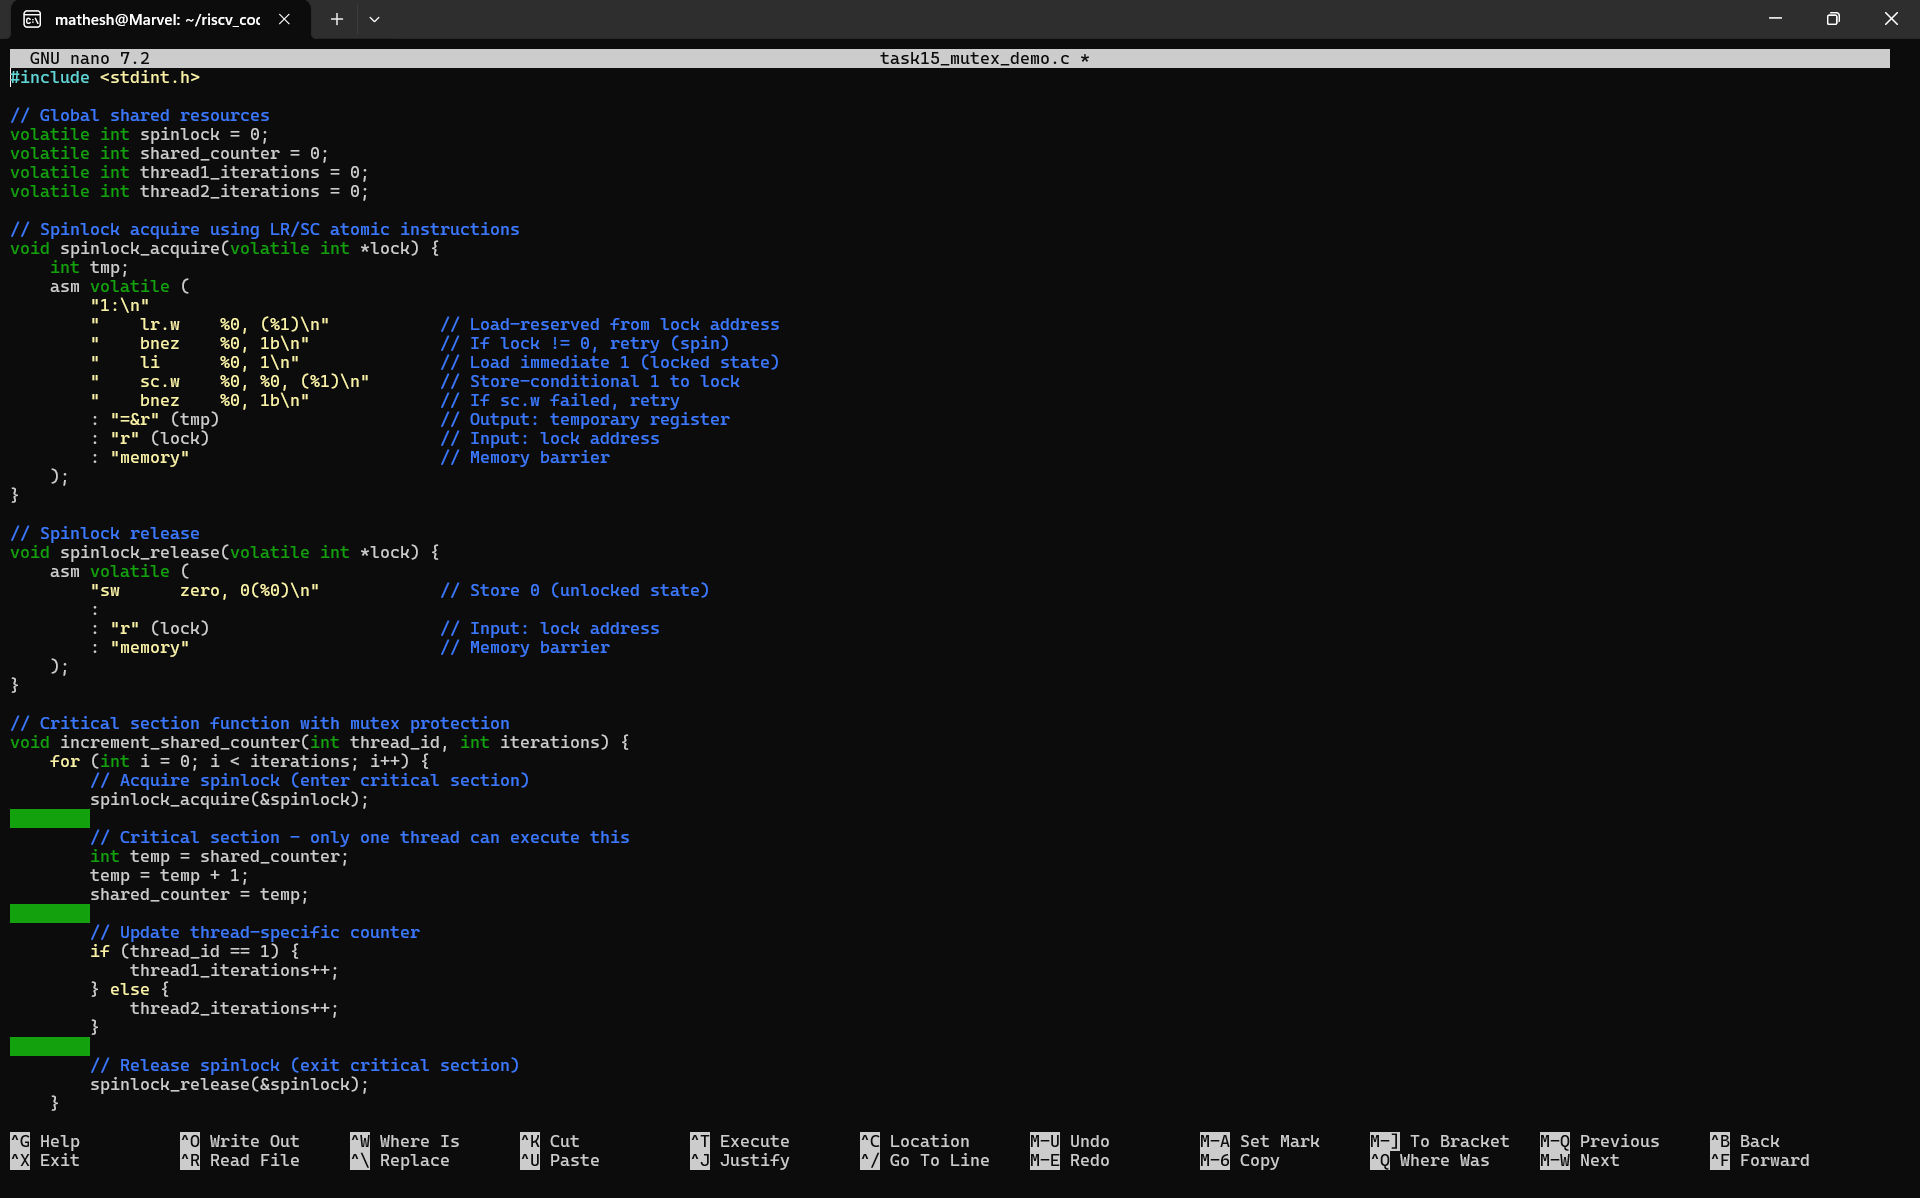 mathesh@Marvel: ~/riscv_coc
GNU nano 7.2 task15_mutex_demo.c *
#include <stdint.h>

// Global shared resources
volatile int spinlock = 0;
volatile int shared_counter = 0;
volatile int thread1_iterations = 0;
volatile int thread2_iterations = 0;

// Spinlock acquire using LR/SC atomic instructions
void spinlock_acquire(volatile int *lock) {
    int tmp;
    asm volatile (
        "1:\n"
        "    lr.w    %0, (%1)\n"           // Load-reserved from lock address
        "    bnez    %0, 1b\n"             // If lock != 0, retry (spin)
        "    li      %0, 1\n"              // Load immediate 1 (locked state)
        "    sc.w    %0, %0, (%1)\n"       // Store-conditional 1 to lock
        "    bnez    %0, 1b\n"             // If sc.w failed, retry
        : "=&r" (tmp)                      // Output: temporary register
        : "r" (lock)                       // Input: lock address
        : "memory"                         // Memory barrier
    );
}

// Spinlock release
void spinlock_release(volatile int *lock) {
    asm volatile (
        "sw      zero, 0(%0)\n"            // Store 0 (unlocked state)
        :
        : "r" (lock)                       // Input: lock address
        : "memory"                         // Memory barrier
    );
}

// Critical section function with mutex protection
void increment_shared_counter(int thread_id, int iterations) {
    for (int i = 0; i < iterations; i++) {
        // Acquire spinlock (enter critical section)
        spinlock_acquire(&spinlock);

        // Critical section - only one thread can execute this
        int temp = shared_counter;
        temp = temp + 1;
        shared_counter = temp;

        // Update thread-specific counter
        if (thread_id == 1) {
            thread1_iterations++;
        } else {
            thread2_iterations++;
        }

        // Release spinlock (exit critical section)
        spinlock_release(&spinlock);
    }
^G Help ^O Write Out ^W Where Is ^K Cut ^T Execute ^C Location M-U Undo M-A Set Mark M-] To Bracket M-Q Previous ^B Back
^X Exit ^R Read File ^\ Replace ^U Paste ^J Justify ^/ Go To Line M-E Redo M-6 Copy ^Q Where Was M-W Next ^F Forward